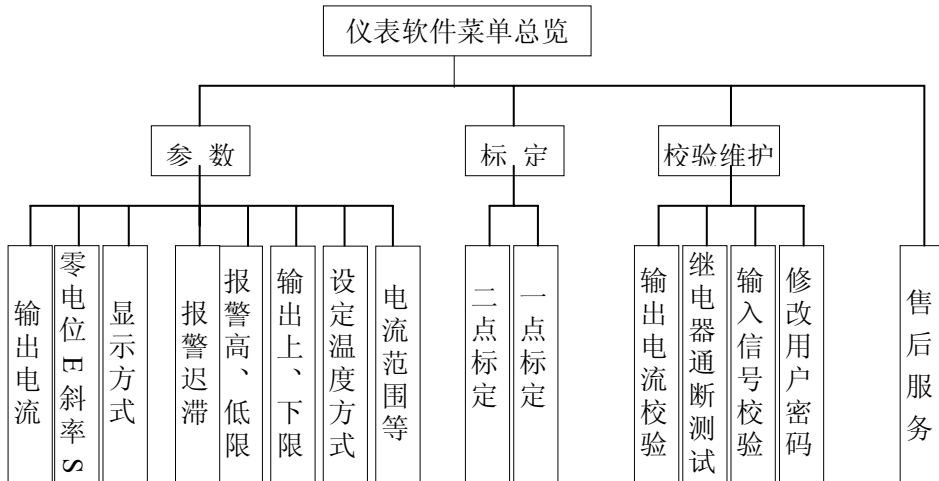 仪表软件菜单总览
参 数
标 定
校验维护
输出电流
零电位E斜率S
显示方式
报警迟滞
报警高、低限
输出上、下限
设定温度方式
电流范围等
二点标定
一点标定
输出电流校验
继电器通断测试
输入信号校验
修改用户密码
售后服务